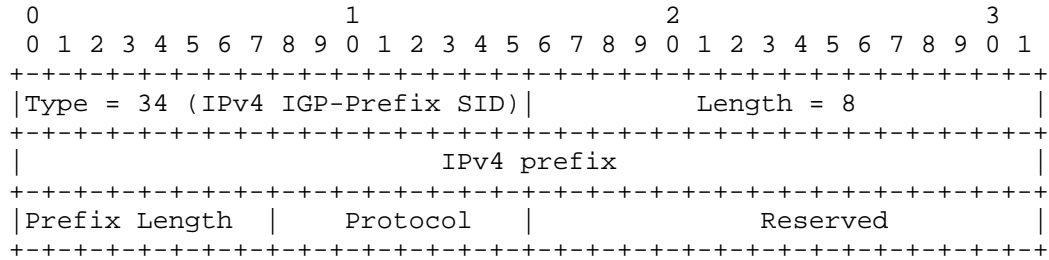 0                   1                   2                   3
 0 1 2 3 4 5 6 7 8 9 0 1 2 3 4 5 6 7 8 9 0 1 2 3 4 5 6 7 8 9 0 1
+-+-+-+-+-+-+-+-+-+-+-+-+-+-+-+-+-+-+-+-+-+-+-+-+-+-+-+-+-+-+-+-+
|Type = 34 (IPv4 IGP-Prefix SID)|          Length = 8           |
+-+-+-+-+-+-+-+-+-+-+-+-+-+-+-+-+-+-+-+-+-+-+-+-+-+-+-+-+-+-+-+-+
|                          IPv4 prefix                          |
+-+-+-+-+-+-+-+-+-+-+-+-+-+-+-+-+-+-+-+-+-+-+-+-+-+-+-+-+-+-+-+-+
|Prefix Length  |    Protocol   |              Reserved         |
+-+-+-+-+-+-+-+-+-+-+-+-+-+-+-+-+-+-+-+-+-+-+-+-+-+-+-+-+-+-+-+-+